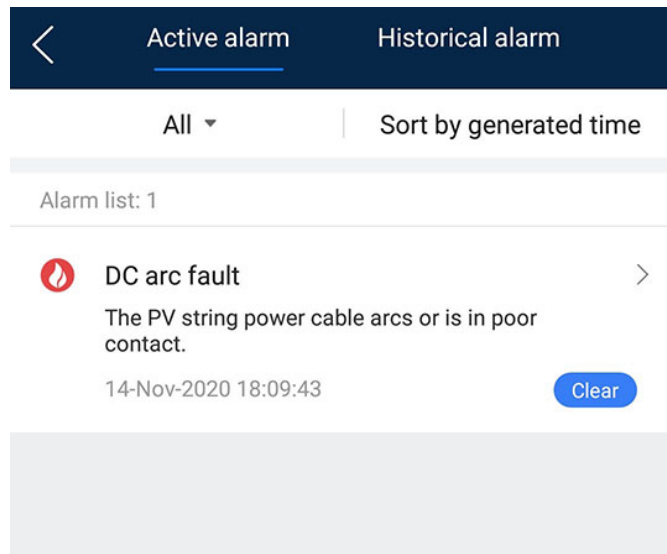 Active alarm Historical alarm
All Sort by generated time
Alarm list: 1
DC arc fault
The PV string power cable arcs or is in poor
contact.
14-Nov-2020 18:09:43 Clear